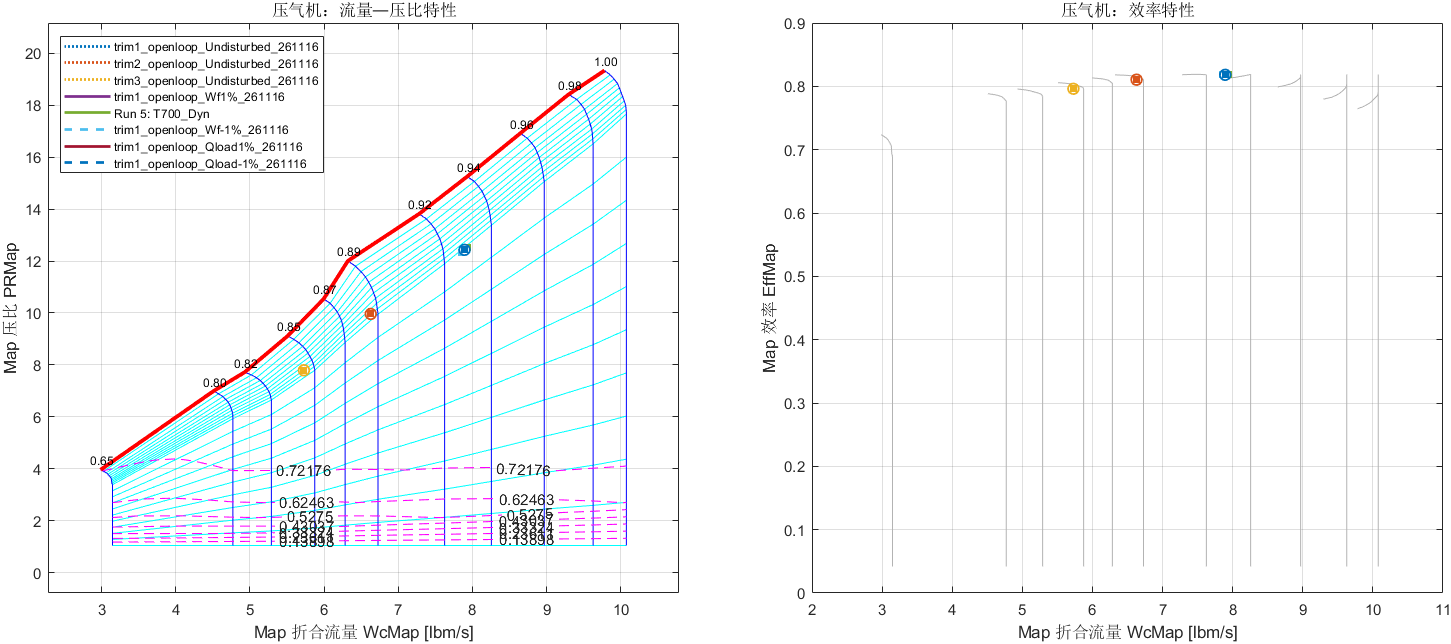 压气机：流量—压比特性
trim1_openloop_Undisturbed_261116
trim2_openloop_Undisturbed_261116
trim3_openloop_Undisturbed_261116
trim1_openloop_Wf1%_261116
Run 5: T700_Dyn
trim1_openloop_Wf-1%_261116
trim1_openloop_Qload1%_261116
trim1_openloop_Qload-1%_261116
1.00
0.98
0.96
0.94
0.92
0.89
0.87
0.85
0.82
0.80
0.65
0.72176 0.72176
0.62463 0.62463
0.5275 0.5275
0.43037 0.43037
0.13898 0.13898
20
18
16
14
12
10
8
6
4
2
0
Map 压比 PRMap
3 4 5 6 7 8 9 10
Map 折合流量 WcMap [lbm/s]
压气机：效率特性
0.9
0.8
0.7
0.6
0.5
0.4
0.3
0.2
0.1
0
Map 效率 EffMap
2 3 4 5 6 7 8 9 10 11
Map 折合流量 WcMap [lbm/s]